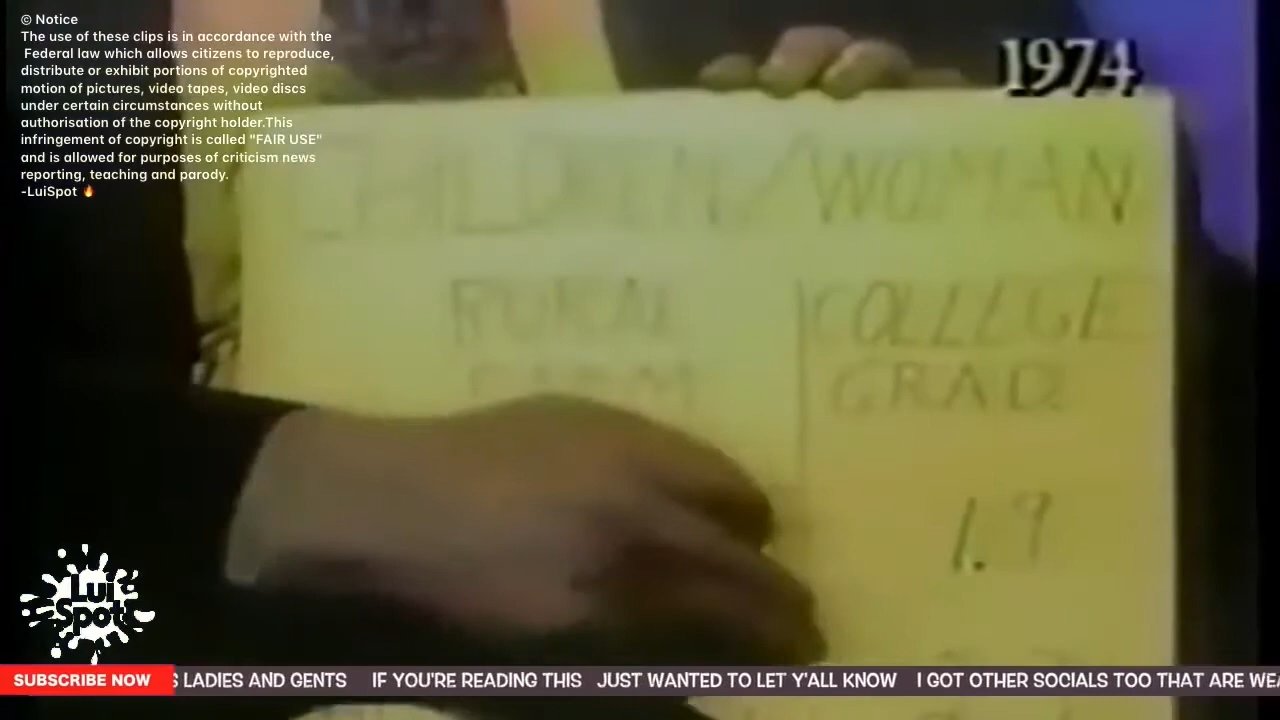 © Notice
The use of these clips is in accordance with the
Federal law which allows citizens to reproduce,
distribute or exhibit portions of copyrighted
motion of pictures, video tapes, video discs
under certain circumstances without
authorisation of the copyright holder.This
infringement of copyright is called "FAIR USE"
and is allowed for purposes of criticism news
reporting, teaching and parody.
-LuiSpot 🔥
1974
CHILDREN/WOMAN
RURAL
FARM
COLLEGE
GRAD.
1.9
Lui
Spot
SUBSCRIBE NOW
S LADIES AND GENTS IF YOU'RE READING THIS JUST WANTED TO LET Y'ALL KNOW I GOT OTHER SOCIALS TOO THAT ARE WEA